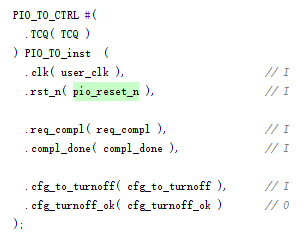 PIO_TO_CTRL #(
.TCQ( TCQ )
) PIO_TO_inst (
.clk( user_clk ), // I
.rst_n( pio_reset_n ), // I
.req_compl( req_compl ), // I
.compl_done( compl_done ), // I
.cfg_to_turnoff( cfg_to_turnoff ), // I
.cfg_turnoff_ok( cfg_turnoff_ok ) // O
);